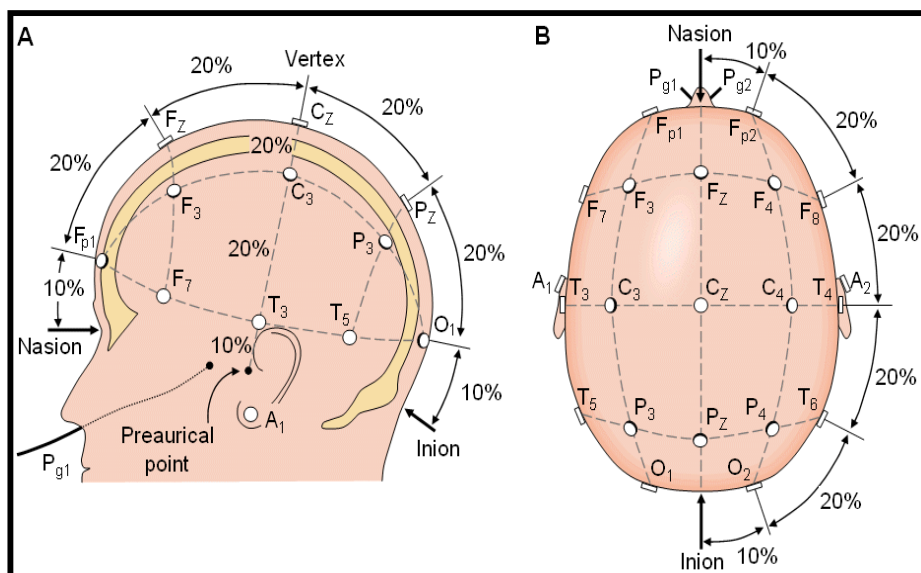 A
Vertex
20%
20%
Cz
Fz
20%
20%
20%
C3
F3
Pz
Fp1
P3
20%
20%
10%
F7
T3
T5
O1
Nasion
10%
10%
A1
Preaurical
point
Inion
Pg1
B
Nasion
10%
Pg1
Pg2
Fp1
Fp2
20%
F7
F3
Fz
F4
F8
20%
A1
T3
C3
Cz
C4
T4
A2
20%
T5
P3
Pz
P4
T6
O1
O2
20%
10%
Inion